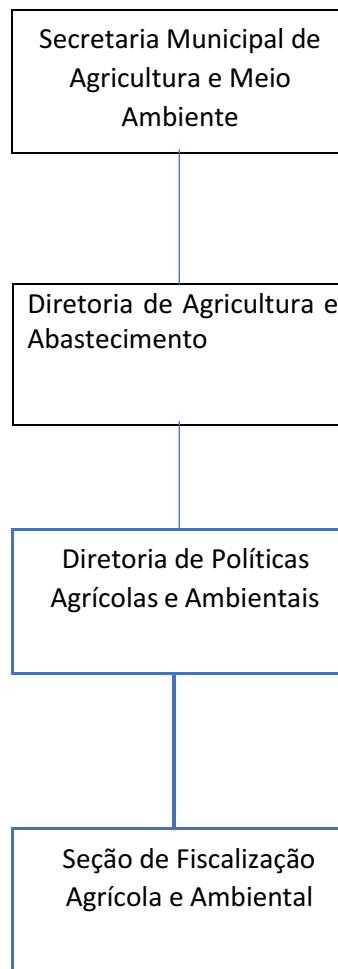 Secretaria Municipal de
Agricultura e Meio
Ambiente
Diretoria de Agricultura e
Abastecimento
Diretoria de Políticas
Agrícolas e Ambientais
Seção de Fiscalização
Agrícola e Ambiental